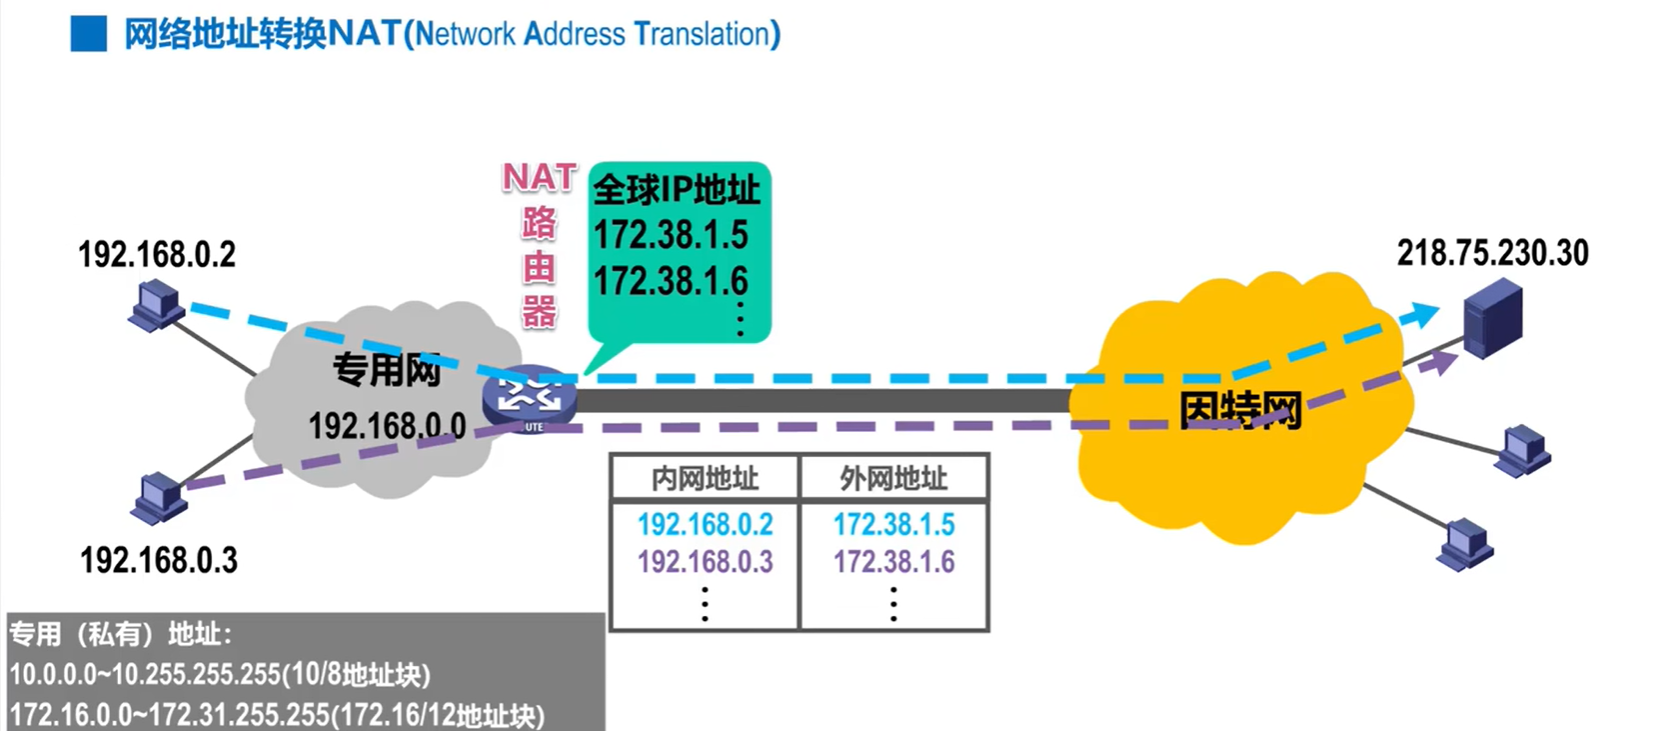 网络地址转换NAT(Network Address Translation)
NAT
路
由
器
全球IP地址
172.38.1.5
172.38.1.6
⋮
192.168.0.2
218.75.230.30
专用网
192.168.0.0
因特网
192.168.0.3
内网地址 外网地址
192.168.0.2 172.38.1.5
192.168.0.3 172.38.1.6
⋮ ⋮
专用（私有）地址：
10.0.0.0~10.255.255.255(10/8地址块)
172.16.0.0~172.31.255.255(172.16/12地址块)